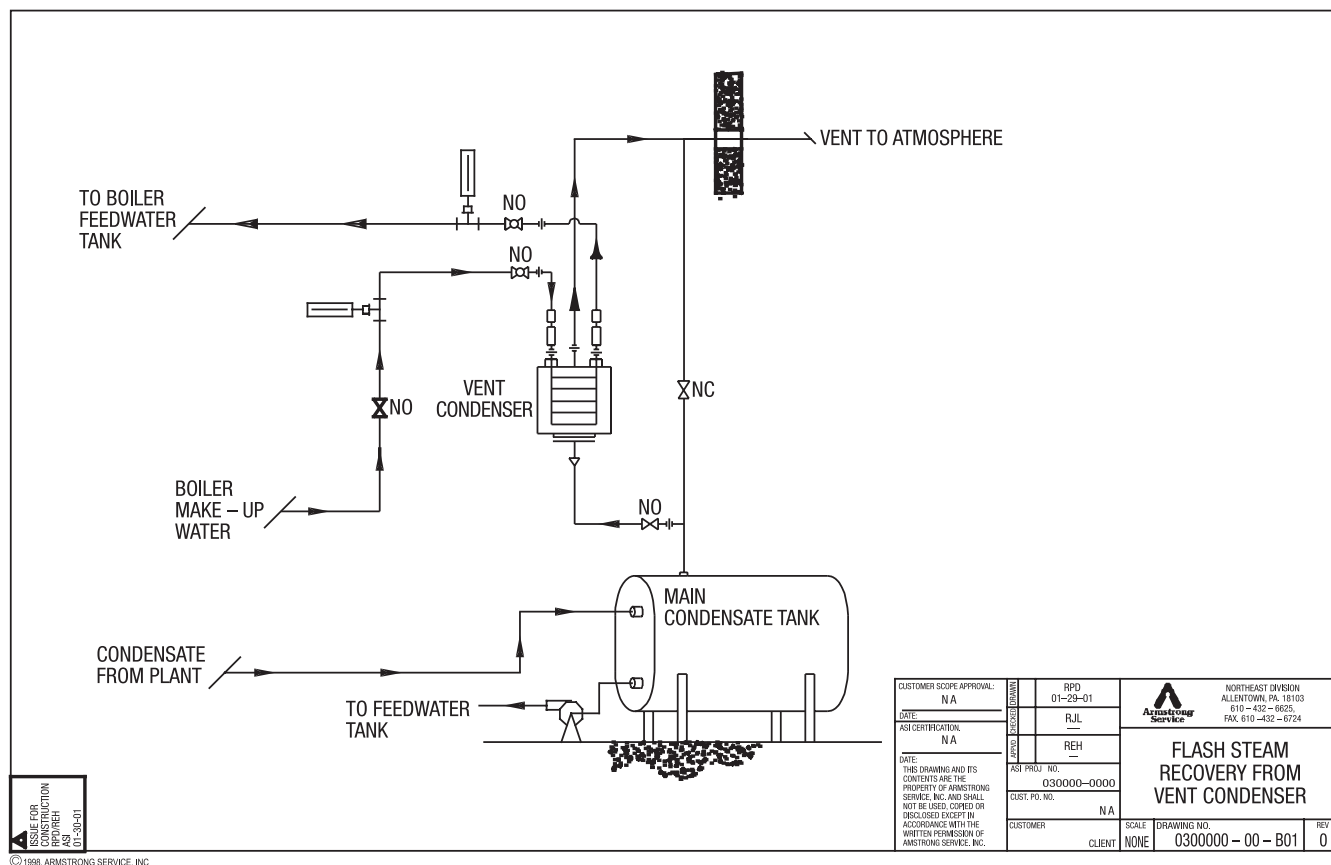 VENT TO ATMOSPHERE
TO BOILER
FEEDWATER
TANK
NO
NO
VENT
CONDENSER
NC
NO
BOILER
MAKE – UP
WATER
NO
MAIN
CONDENSATE TANK
CONDENSATE
FROM PLANT
TO FEEDWATER
TANK
CUSTOMER SCOPE APPROVAL:
N A
DATE:
ASI CERTIFICATION.
N A
DATE:
THIS DRAWING AND ITS
CONTENTS ARE THE
PROPERTY OF ARMSTRONG
SERVICE, INC. AND SHALL
NOT BE USED, COPIED OR
DISCLOSED EXCEPT IN
ACCORDANCE WITH THE
WRITTEN PERMISSION OF
AMSTRONG SERVICE. INC.
DRAWN
RPD
01–29–01
CHECKED
RJL
—
APPVD
REH
—
ASI PROJ NO.
030000–0000
CUST. PO. NO.
N A
CUSTOMER
CLIENT
Armstrong
Service
NORTHEAST DIVISION
ALLENTOWN, PA. 18103
610 – 432 – 6625,
FAX. 610 –432 – 6724
FLASH STEAM
RECOVERY FROM
VENT CONDENSER
SCALE
NONE
DRAWING NO.
0300000 – 00 – B01
REV
0
ISSUE FOR
CONSTRUCTION
RPD/REH
ASI
01-30-01
© 1998, ARMSTRONG SERVICE, INC